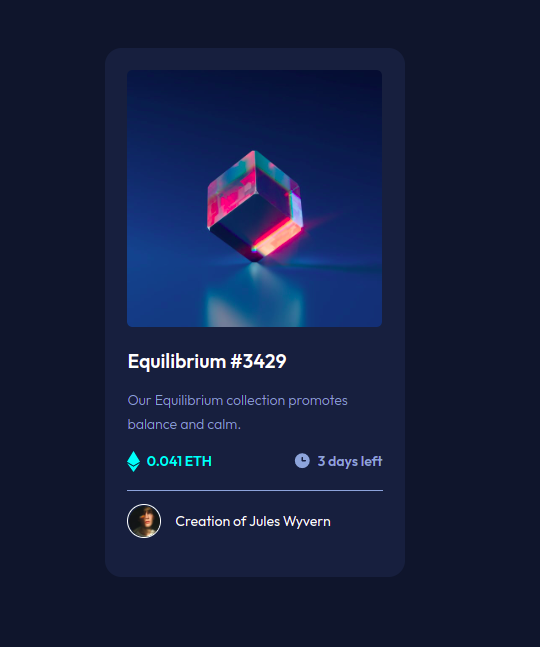 Equilibrium #3429
Our Equilibrium collection promotes
balance and calm.
0.041 ETH
3 days left
Creation of Jules Wyvern